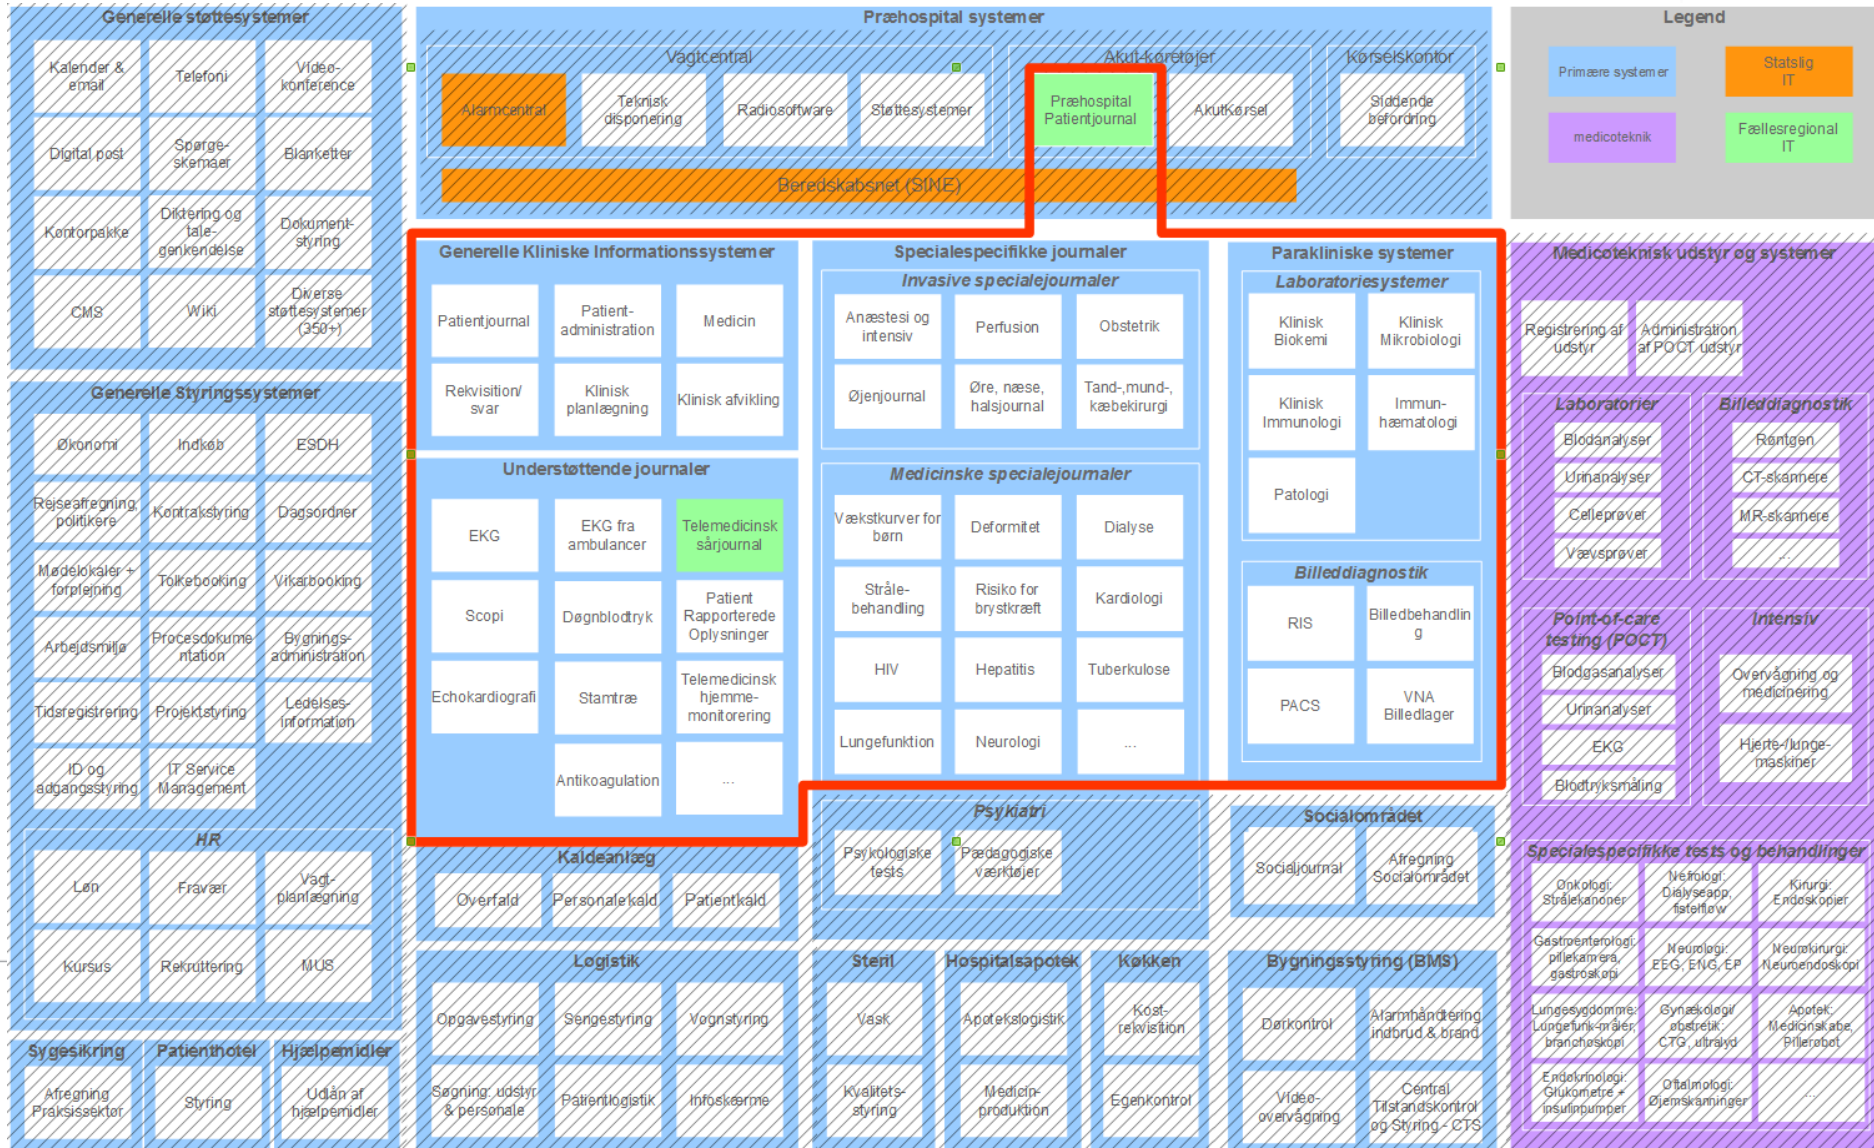 Generelle støttesystemer
Kalender &
email
Telefoni
Video-
konference
Digital post
Spørge-
skemaer
Blanketter
Kontorpakke
Diktering og
tale-
genkendelse
Dokument-
styring
CMS
Wiki
Diverse
støttesystemer
(350+)
Generelle Styringssystemer
Økonomi
Indkøb
ESDH
Rejseafregning,
politikere
Kontrakstyring
Dagsordner
Mødelokaler +
forplejning
Tolkebooking
Vikarbooking
Arbejdsmiljø
Procesdokume
ntation
Bygnings-
administration
Tidsregistrering
Projektstyring
Ledelses-
information
ID og
adgangsstyring
IT Service
Management
HR
Løn
Fravær
Vagt-
planlægning
Kursus
Rekruttering
MUS
Sygesikring
Afregning
Praksissektor
Patienthotel
Styring
Hjælpemidler
Udlån af
hjælpemidler
Præhospital systemer
Vagtcentral
Alarmcentral
Teknisk
disponering
Radiosoftware
Støttesystemer
Akut-køretøjer
Præhospital
Patientjournal
AkutKørsel
Kørselskontor
Siddende
befordring
Beredskabsnet (SINE)
Generelle Kliniske Informationssystemer
Patientjournal
Patient-
administration
Medicin
Rekvisition/
svar
Klinisk
planlægning
Klinisk afvikling
Understøttende journaler
EKG
EKG fra
ambulancer
Telemedicinsk
sårjournal
Scopi
Døgnblodtryk
Patient
Rapporterede
Oplysninger
Echokardiografi
Stamtræ
Telemedicinsk
hjemme-
monitorering
Antikoagulation
...
Specialespecifikke journaler
Invasive specialejournaler
Anæstesi og
intensiv
Perfusion
Obstetrik
Øjenjournal
Øre, næse,
halsjournal
Tand-,mund-,
kæbekirurgi
Medicinske specialejournaler
Vækstkurver for
børn
Deformitet
Dialyse
Stråle-
behandling
Risiko for
brystkræft
Kardiologi
HIV
Hepatitis
Tuberkulose
Lungefunktion
Neurologi
...
Psykiatri
Psykologiske
tests
Pædagogiske
værktøjer
Parakliniske systemer
Laboratoriesystemer
Klinisk
Biokemi
Klinisk
Mikrobiologi
Klinisk
Immunologi
Immun-
hæmatologi
Patologi
Billeddiagnostik
RIS
Billedbehandlin
g
PACS
VNA
Billedlager
Socialområdet
Socialjournal
Afregning
Socialområdet
Kaldeanlæg
Overfald
Personalekald
Patientkald
Logistik
Opgavestyring
Sengestyring
Vognstyring
Søgning: udstyr
& personale
Patientlogistik
Infoskærme
Steril
Vask
Kvalitets-
styring
Hospitalsapotek
Apotekslogistik
Medicin-
produktion
Køkken
Kost-
rekvisition
Egenkontrol
Bygningsstyring (BMS)
Dørkontrol
Alarmhåndtering
indbrud & brand
Video-
overvågning
Central
Tilstandskontrol
og Styring - CTS
Legend
Primære systemer
Statslig
IT
medicoteknik
Fællesregional
IT
Medicoteknisk udstyr og systemer
Registrering af
udstyr
Administration
af POCT udstyr
Laboratorier
Blodanalyser
Urinanalyser
Celleprøver
Vævsprøver
Billeddiagnostik
Røntgen
CT-skannere
MR-skannere
...
Point-of-care
testing (POCT)
Blodgasanalyser
Urinanalyser
EKG
Blodtryksmåling
Intensiv
Overvågning og
medicinering
Hjerte-/lunge-
maskiner
Specialespecifikke tests og behandlinger
Onkologi:
Strålekanoner
Nefrologi:
Dialyseapp,
fistelflow
Kirurgi:
Endoskopier
Gastroenterologi:
pillekamera,
gastroskopi
Neurologi:
EEG, ENG, EP
Neurokirurgi:
Neuroendoskopi
Lungesygdomme:
Lungefunk-måler,
branchoskopi
Gynækologi/
obstretik:
CTG, ultralyd
Apotek:
Medicinskabe,
Pillerobot
Endokrinologi:
Glukometre +
insulinpumper
Oftalmologi:
Øjemskanninger
...